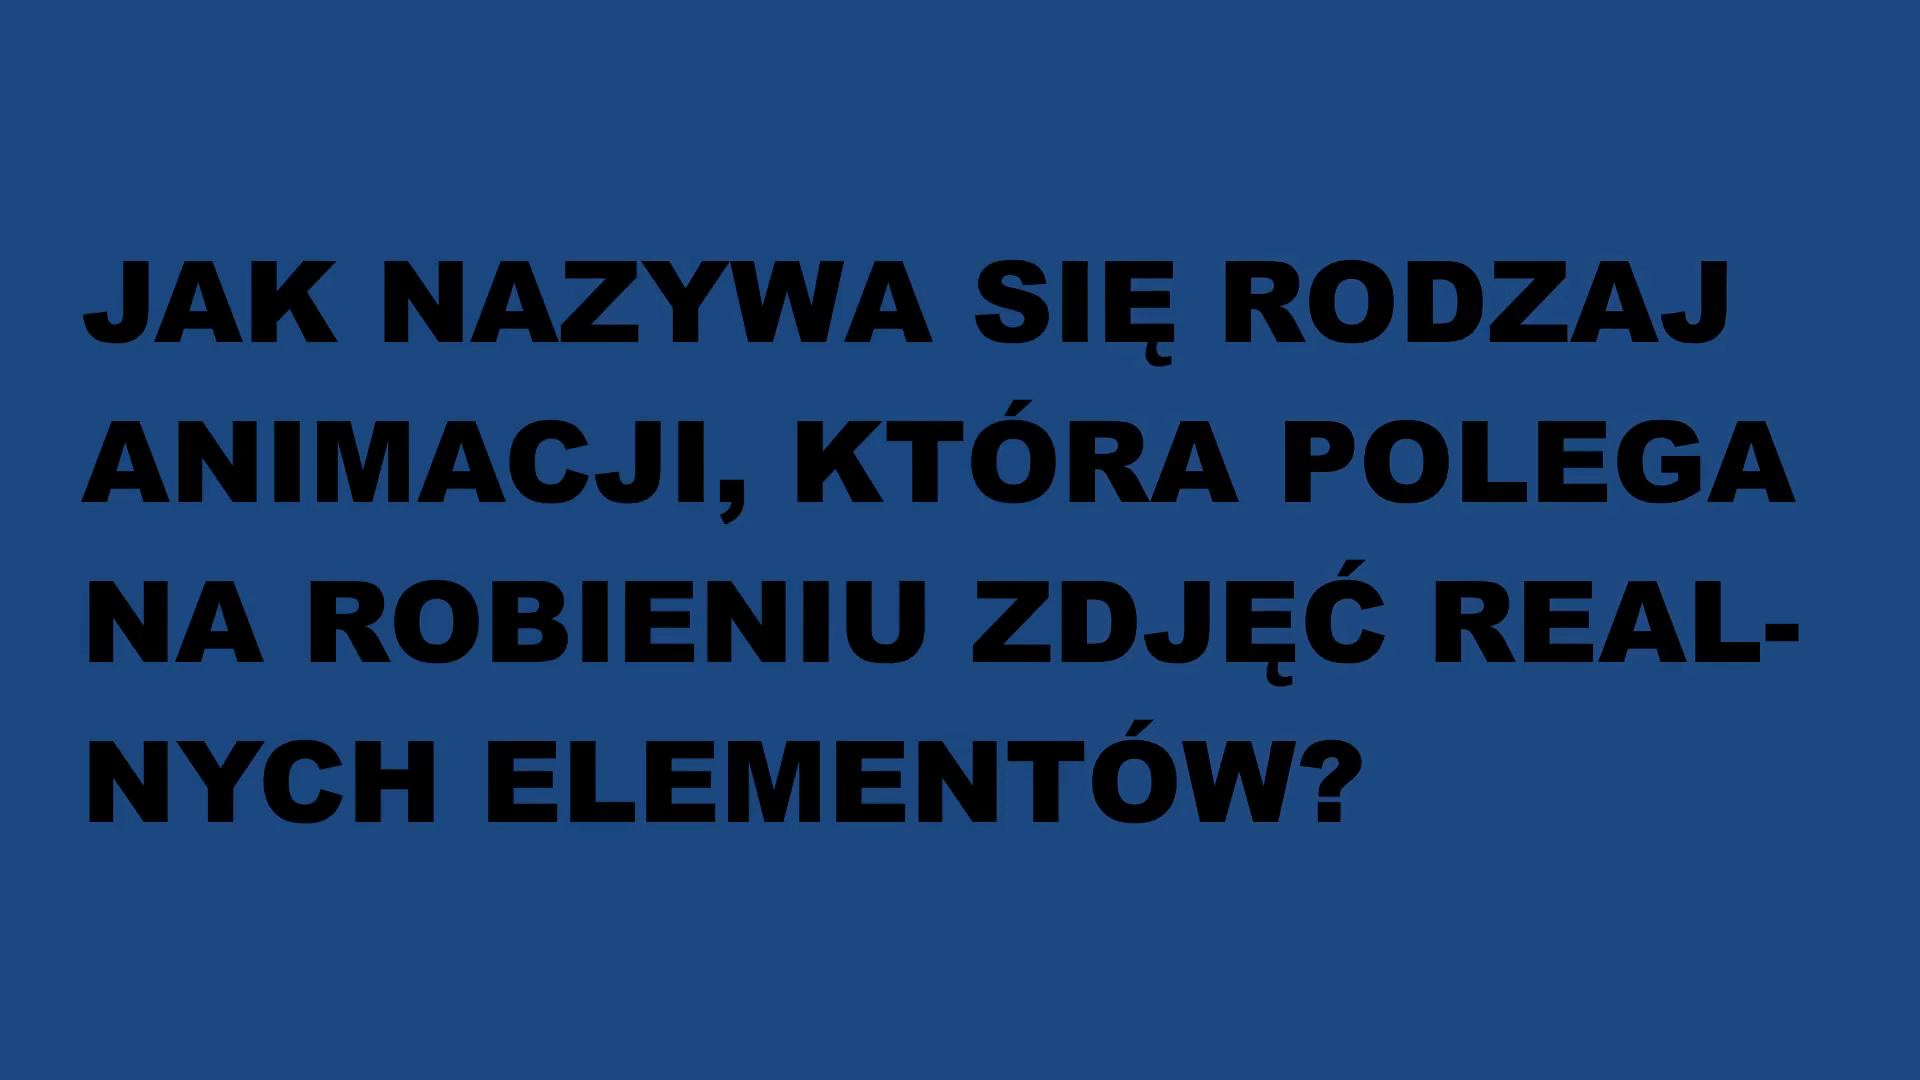 JAK NAZYWA SIĘ RODZAJ
ANIMACJI, KTÓRA POLEGA
NA ROBIENIU ZDJĘĆ REAL-
NYCH ELEMENTÓW?